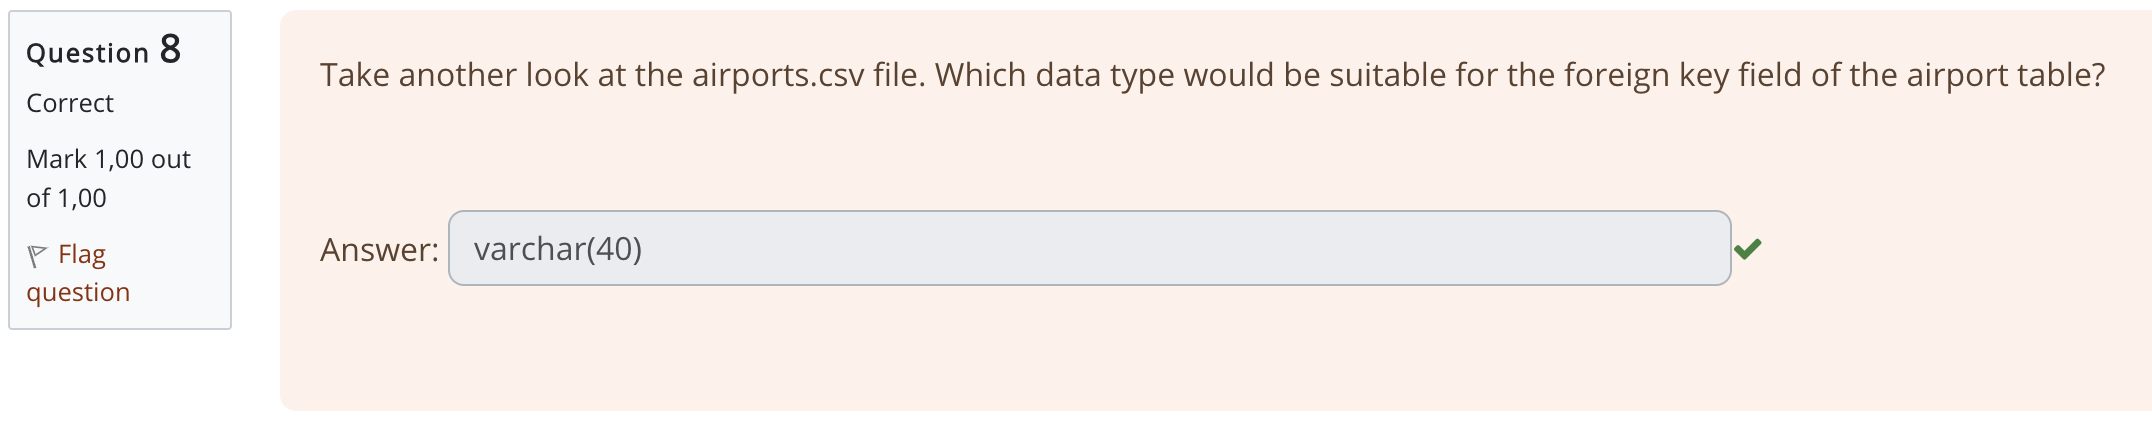 Question 8
Correct
Mark 1,00 out
of 1,00
Flag
question
Take another look at the airports.csv file. Which data type would be suitable for the foreign key field of the airport table?
Answer: varchar(40)